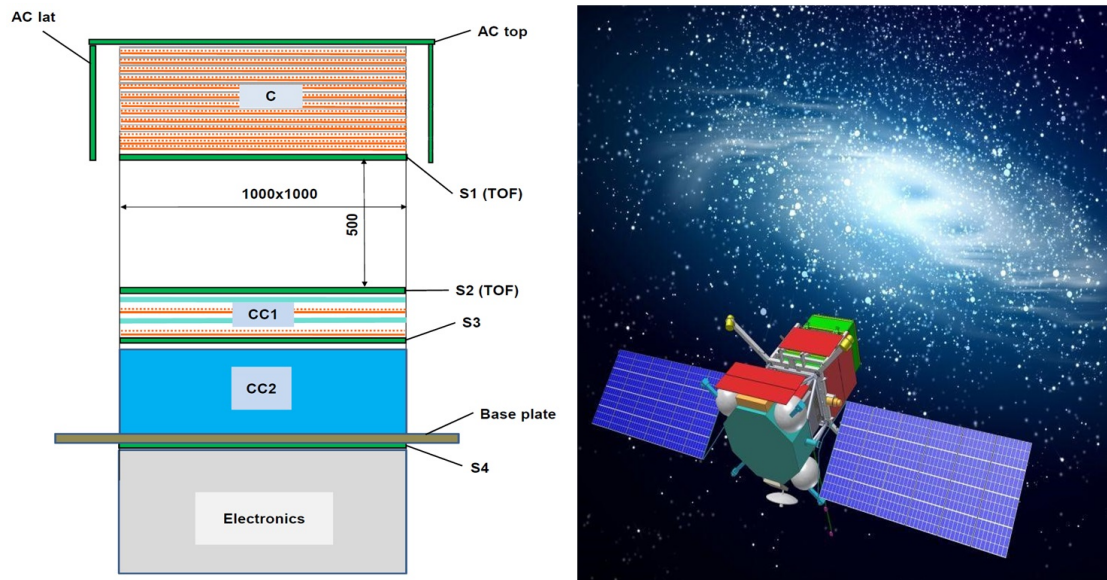 AC lat
AC top
C
S1 (TOF)
1000x1000
500
S2 (TOF)
CC1
S3
CC2
Base plate
S4
Electronics